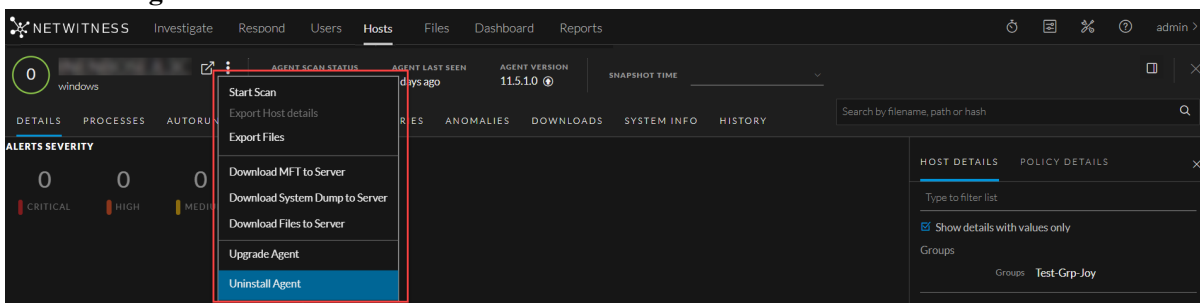 NETWITNESS Investigate Respond Users Hosts Files Dashboard Reports admin >
0 windows AGENT SCAN STATUS AGENT LAST SEEN days ago AGENT VERSION 11.5.1.0 SNAPSHOT TIME
Start Scan
Export Host details
Export Files
Download MFT to Server
Download System Dump to Server
Download Files to Server
Upgrade Agent
Uninstall Agent
DETAILS PROCESSES AUTORUN RIES ANOMALIES DOWNLOADS SYSTEM INFO HISTORY Search by filename, path or hash
ALERTS SEVERITY
0 0 0
CRITICAL HIGH MEDIU
HOST DETAILS POLICY DETAILS
Type to filter list
Show details with values only
Groups
Groups Test-Grp-Joy